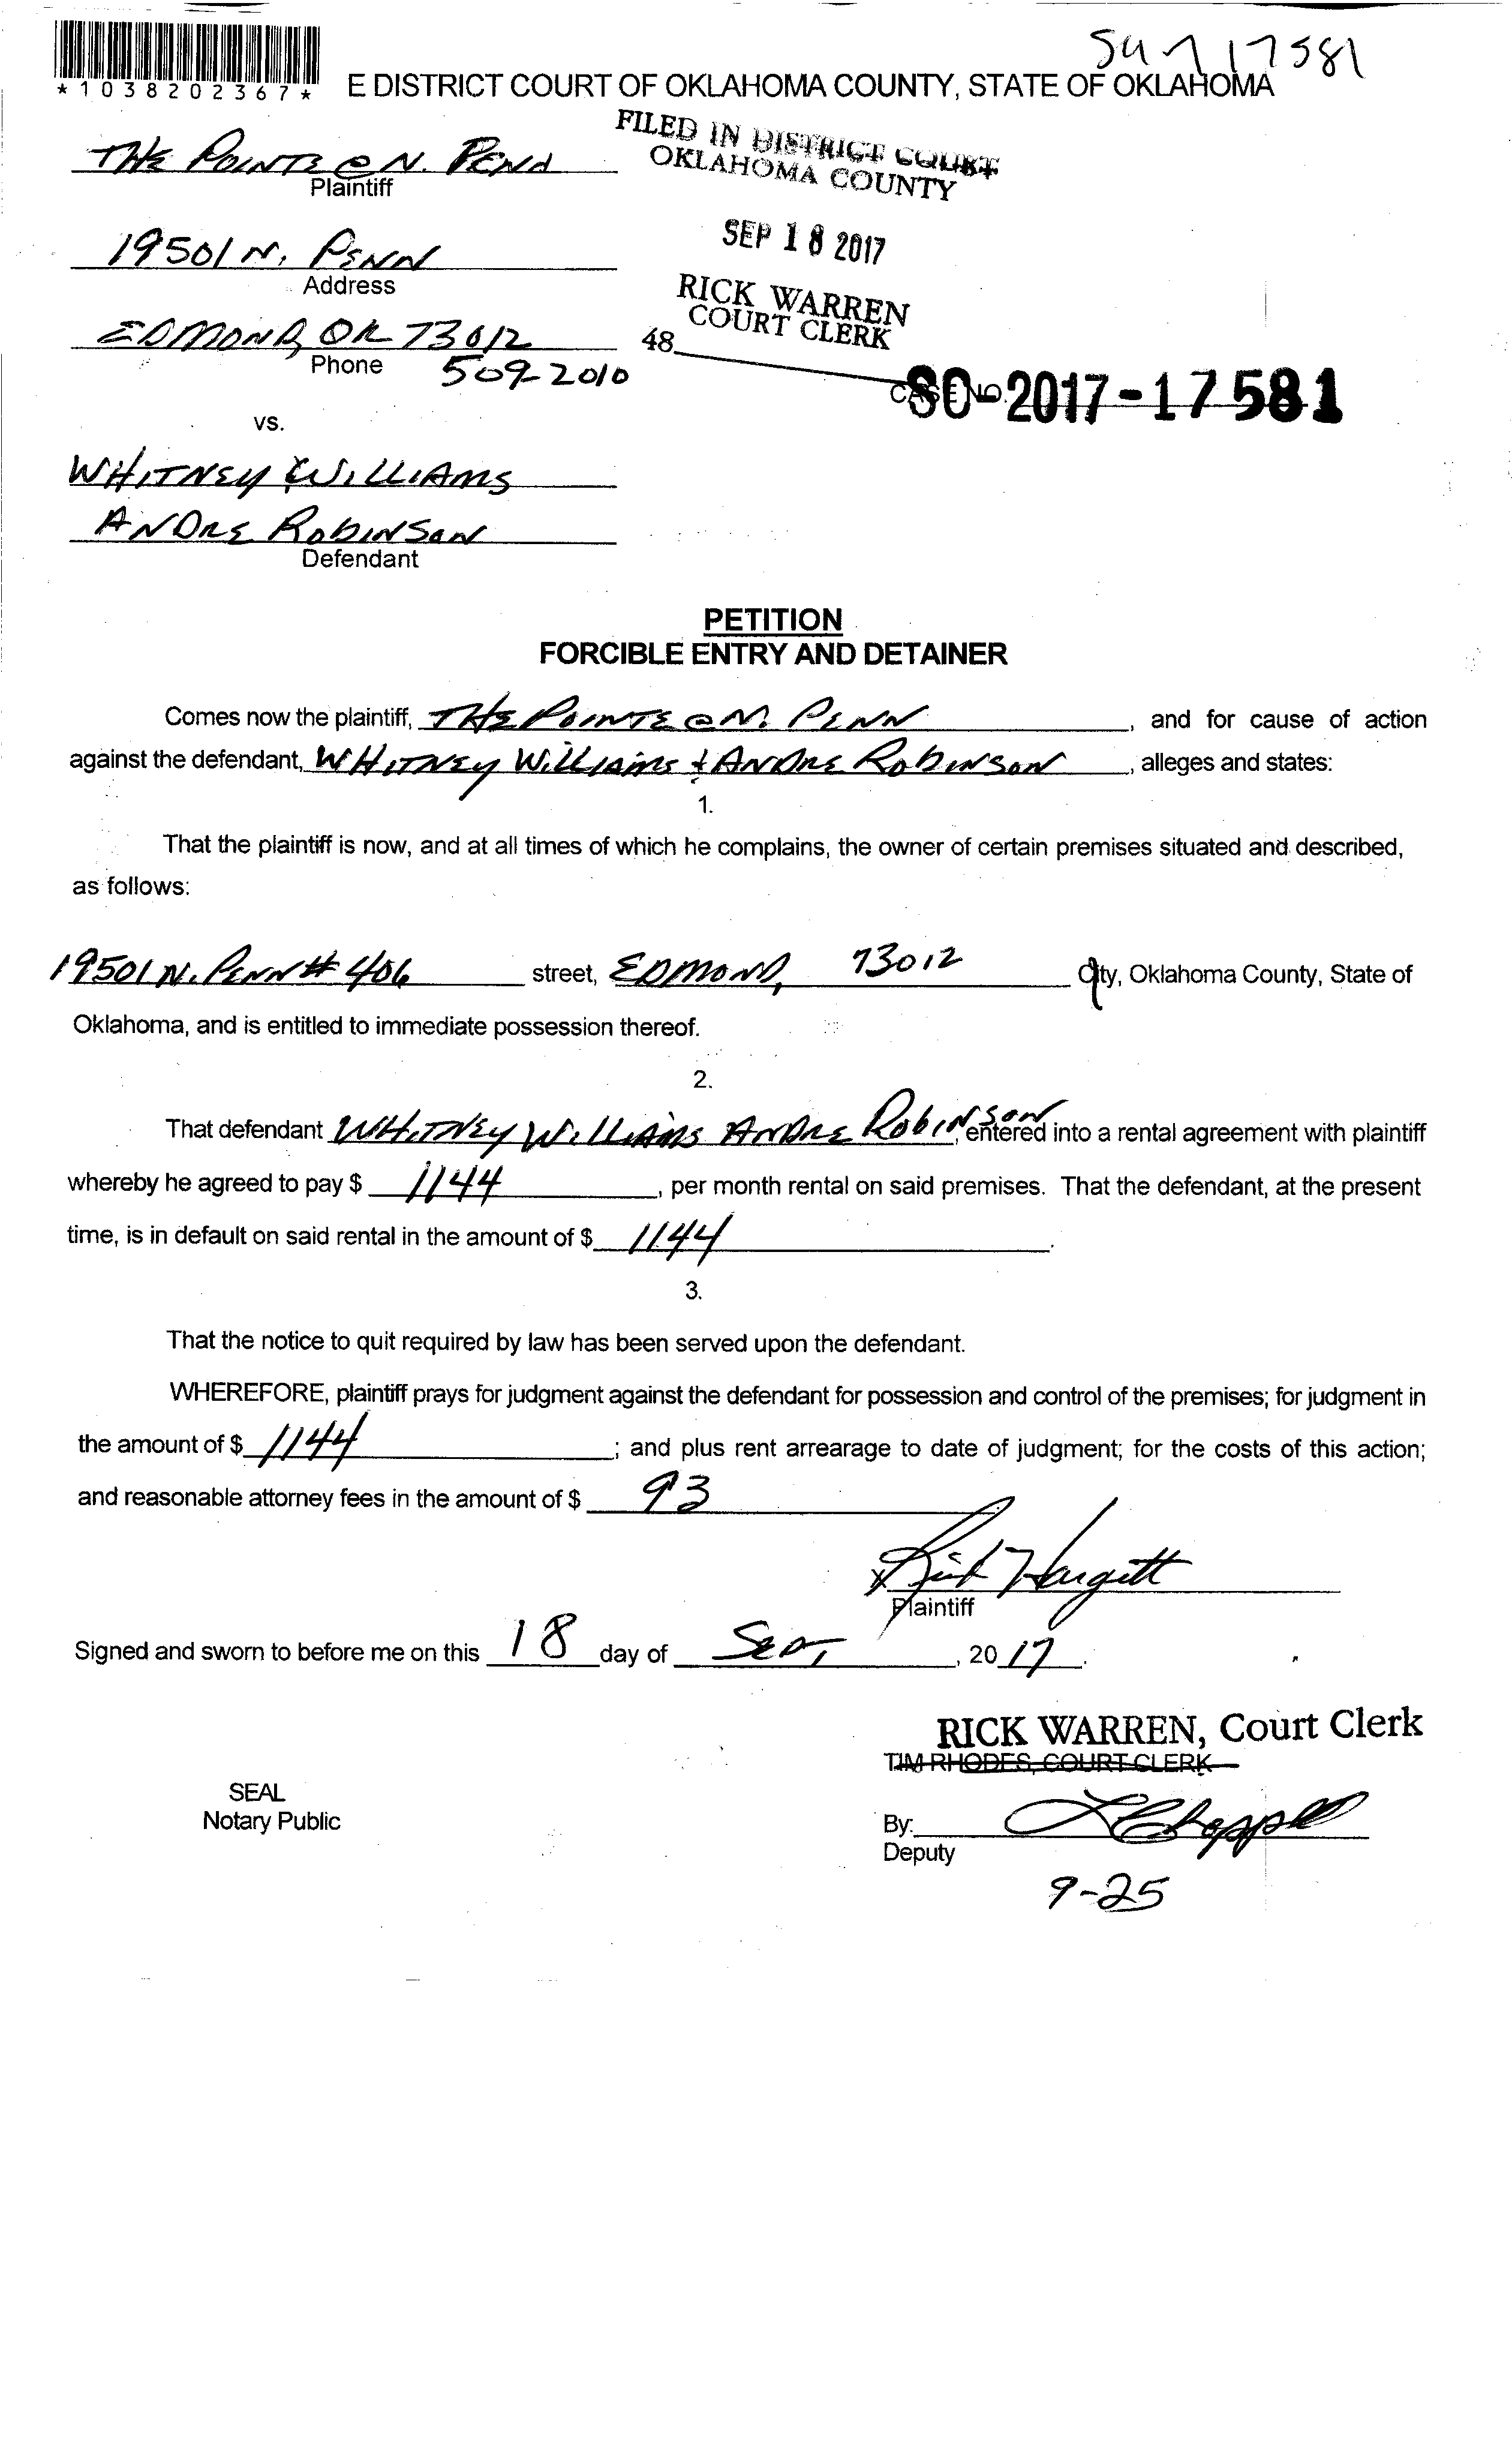 SC 17 17581
*1038202367*
E DISTRICT COURT OF OKLAHOMA COUNTY, STATE OF OKLAHOMA
FILED IN DISTRICT COURT
OKLAHOMA COUNTY
THE POINTE @ N. PENN
Plaintiff
SEP 18 2017
19501 N. PENN
Address
RICK WARREN
COURT CLERK
EDMOND, OK 73012
48
Phone 509-2010
CASE NO. SC-2017-17581
vs.
WHITNEY WILLIAMS
ANDRE ROBINSON
Defendant
PETITION
FORCIBLE ENTRY AND DETAINER
Comes now the plaintiff, THE POINTE @ N. PENN, and for cause of action
against the defendant, WHITNEY WILLIAMS + ANDRE ROBINSON, alleges and states:
1.
That the plaintiff is now, and at all times of which he complains, the owner of certain premises situated and described,
as follows:
19501 N. PENN # 406 street, EDMOND, 73012 City, Oklahoma County, State of
Oklahoma, and is entitled to immediate possession thereof.
2.
That defendant WHITNEY WILLIAMS ANDRE ROBINSON, entered into a rental agreement with plaintiff
whereby he agreed to pay $ 1144, per month rental on said premises. That the defendant, at the present
time, is in default on said rental in the amount of $ 1144.
3.
That the notice to quit required by law has been served upon the defendant.
WHEREFORE, plaintiff prays for judgment against the defendant for possession and control of the premises; for judgment in
the amount of $ 1144; and plus rent arrearage to date of judgment; for the costs of this action;
and reasonable attorney fees in the amount of $ 93
X Rick Hargett
Plaintiff
Signed and sworn to before me on this 18 day of Sept, 2017.
RICK WARREN, Court Clerk
TIM RHODES, COURT CLERK
SEAL
Notary Public
By:
Deputy
9-25